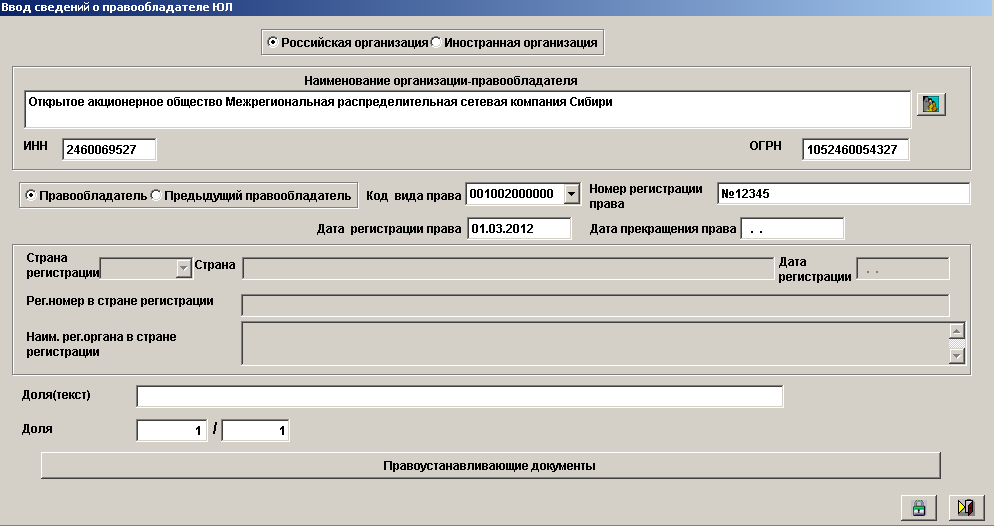 Ввод сведений о правообладателе ЮЛ
Российская организация Иностранная организация
Наименование организации-правообладателя
Открытое акционерное общество Межрегиональная распределительная сетевая компания Сибири
ИНН 2460069527 ОГРН 1052460054327
Правообладатель Предыдущий правообладатель Код вида права 001002000000 Номер регистрации права №12345
Дата регистрации права 01.03.2012 Дата прекращения права . .
Страна регистрации Страна Дата регистрации . .
Рег.номер в стране регистрации
Наим. рег.органа в стране
регистрации
Доля(текст)
Доля 1 / 1
Правоустанавливающие документы